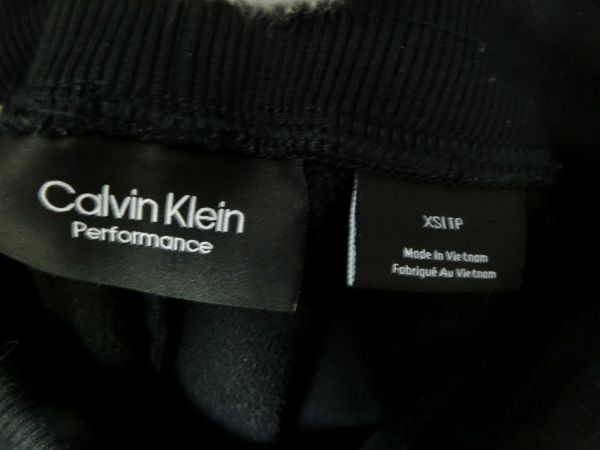 Calvin Klein
Performance
XS/TP
Made In Vietnam
Fabriqué Au Vietnam